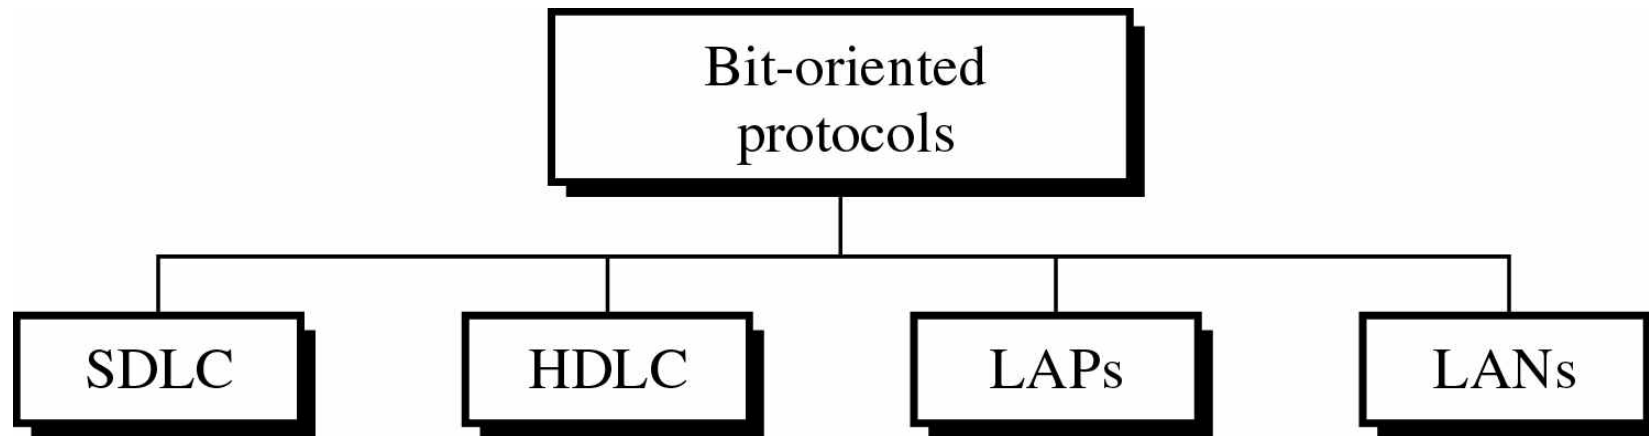 Bit-oriented
protocols
SDLC
HDLC
LAPs
LANs